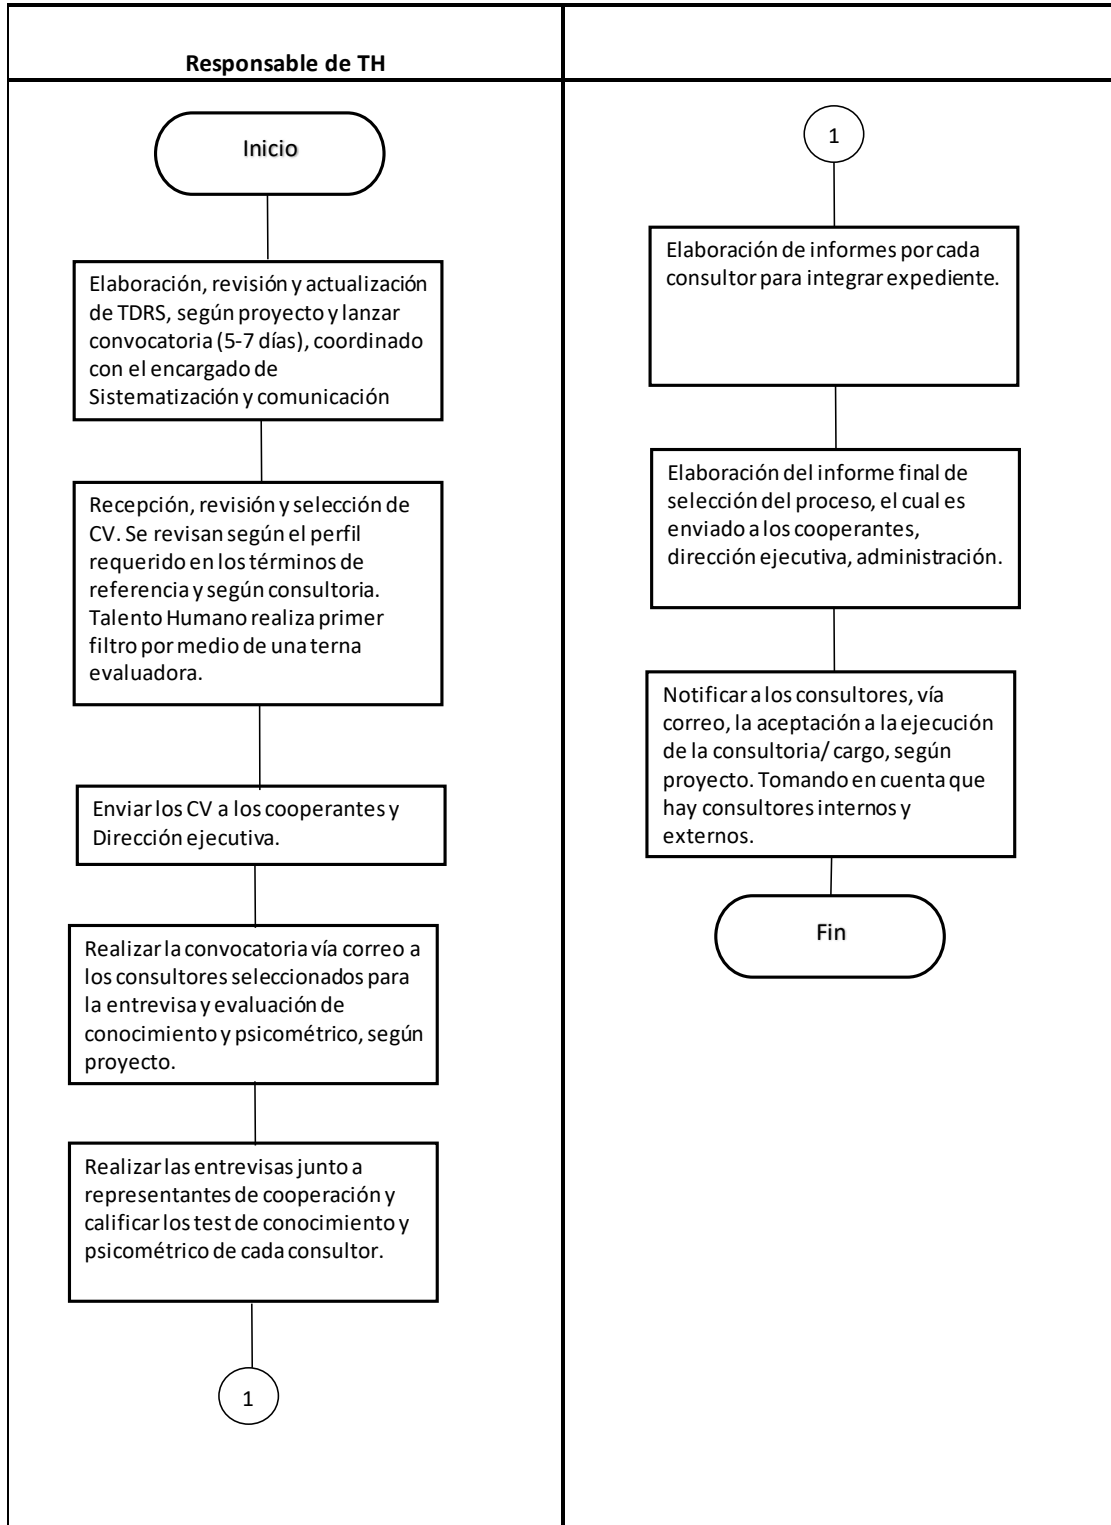 Responsable de TH
Inicio
Elaboración, revisión y actualización
de TDRS, según proyecto y lanzar
convocatoria (5-7 días), coordinado
con el encargado de
Sistematización y comunicación
Recepción, revisión y selección de
CV. Se revisan según el perfil
requerido en los términos de
referencia y según consultoria.
Talento Humano realiza primer
filtro por medio de una terna
evaluadora.
Enviar los CV a los cooperantes y
Dirección ejecutiva.
Realizar la convocatoria vía correo a
los consultores seleccionados para
la entrevisa y evaluación de
conocimiento y psicométrico, según
proyecto.
Realizar las entrevisas junto a
representantes de cooperación y
calificar los test de conocimiento y
psicométrico de cada consultor.
1
1
Elaboración de informes por cada
consultor para integrar expediente.
Elaboración del informe final de
selección del proceso, el cual es
enviado a los cooperantes,
dirección ejecutiva, administración.
Notificar a los consultores, vía
correo, la aceptación a la ejecución
de la consultoria/ cargo, según
proyecto. Tomando en cuenta que
hay consultores internos y
externos.
Fin